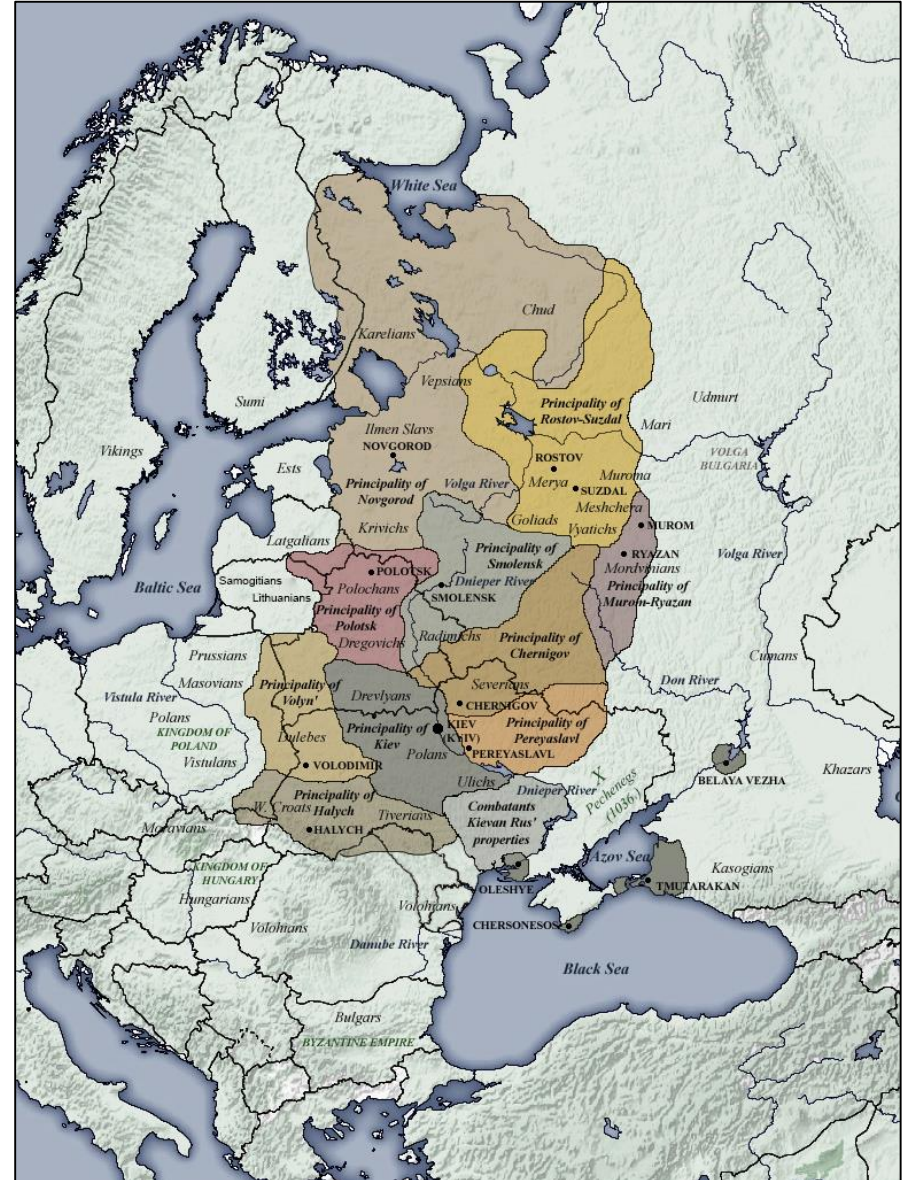 White Sea
Chud
Karelians
Vepsians
Udmurt
Sumi
Principality of
Rostov-Suzdal
Mari
Ilmen Slavs
NOVGOROD
Vikings
VOLGA
BULGARIA
ROSTOV
Ests
Merya
Muroma
Principality of
Novgorod
Volga River
SUZDAL
Meshchera
Krivichs
Goliads
Vyatichs
MUROM
Latgalians
Principality of
Smolensk
RYAZAN
Volga River
POLOTSK
Mordvinians
Samogitians
Dnieper River
Baltic Sea
Polochans
Principality of
Murom-Ryazan
Lithuanians
SMOLENSK
Principality of
Polotsk
Radimichs
Principality of
Chernigov
Dregovichs
Prussians
Cumans
Masovians
Don River
Principality of
Volyn'
Severians
Vistula River
Drevlyans
CHERNIGOV
Polans
KINGDOM OF
POLAND
Principality of
Kiev
KIEV
(KYIV)
Principality of
Pereyaslavl
Dulebes
Polans
PEREYASLAVL
Vistulans
VOLODIMIR
Khazars
Ulichs
X
Pechenegs
(1036.)
BELAYA VEZHA
Dnieper River
Principality of
Halych
W. Croats
Combatants
Kievan Rus'
properties
Tiverians
Moravians
HALYCH
Azov Sea
KINGDOM OF
HUNGARY
Kasogians
TMUTARAKAN
OLESHYE
Hungarians
Volohians
Volohians
CHERSONESOS
Danube River
Black Sea
Bulgars
BYZANTINE EMPIRE